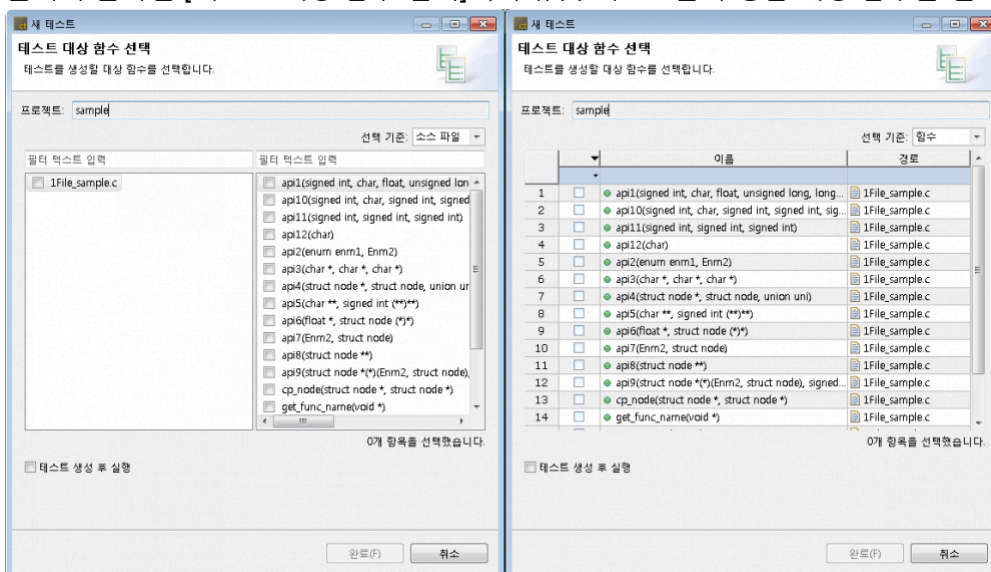 새 테스트
테스트 대상 함수 선택
테스트를 생성할 대상 함수를 선택합니다.
프로젝트: sample
선택 기준: 소스 파일
필터 텍스트 입력
필터 텍스트 입력
1File_sample.c
api1(signed int, char, float, unsigned lon
api10(signed int, char, signed int, signed
api11(signed int, signed int, signed int)
api12(char)
api2(enum enm1, Enm2)
api3(char *, char *, char *)
api4(struct node *, struct node, union ur
api5(char **, signed int (**)**)
api6(float *, struct node (*)*)
api7(Enm2, struct node)
api8(struct node **)
api9(struct node *(*)(Enm2, struct node),
cp_node(struct node *, struct node *)
get_func_name(void *)
0개 항목을 선택했습니다.
테스트 생성 후 실행
완료(F) 취소
새 테스트
테스트 대상 함수 선택
테스트를 생성할 대상 함수를 선택합니다.
프로젝트: sample
선택 기준: 함수
이름 경로
1 api1(signed int, char, float, unsigned long, long... 1File_sample.c
2 api10(signed int, char, signed int, signed int, sig... 1File_sample.c
3 api11(signed int, signed int, signed int) 1File_sample.c
4 api12(char) 1File_sample.c
5 api2(enum enm1, Enm2) 1File_sample.c
6 api3(char *, char *, char *) 1File_sample.c
7 api4(struct node *, struct node, union uni) 1File_sample.c
8 api5(char **, signed int (**)**) 1File_sample.c
9 api6(float *, struct node (*)*) 1File_sample.c
10 api7(Enm2, struct node) 1File_sample.c
11 api8(struct node **) 1File_sample.c
12 api9(struct node *(*)(Enm2, struct node), signed... 1File_sample.c
13 cp_node(struct node *, struct node *) 1File_sample.c
14 get_func_name(void *) 1File_sample.c
0개 항목을 선택했습니다.
테스트 생성 후 실행
완료(F) 취소